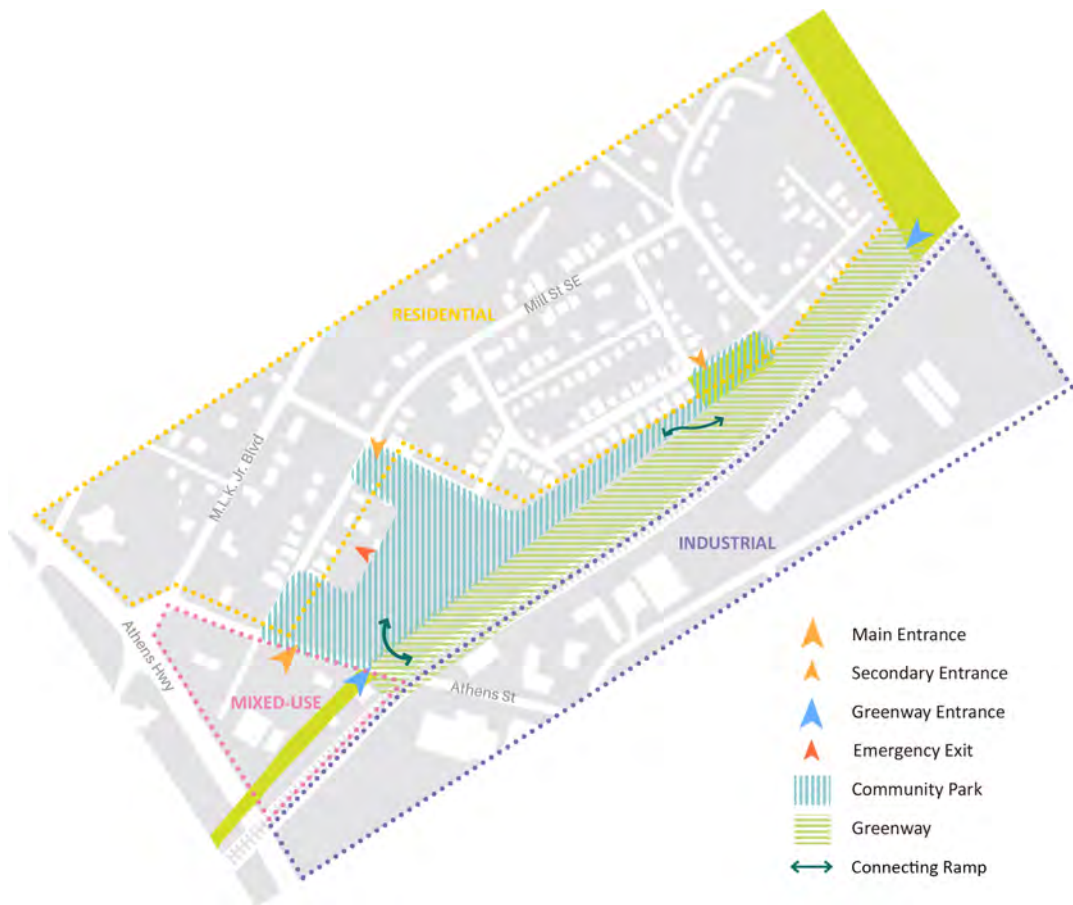 Mill St SE
RESIDENTIAL
M.L.K. Jr. Blvd
INDUSTRIAL
Athens Hwy
MIXED-USE
Athens St
Main Entrance
Secondary Entrance
Greenway Entrance
Emergency Exit
Community Park
Greenway
Connecting Ramp